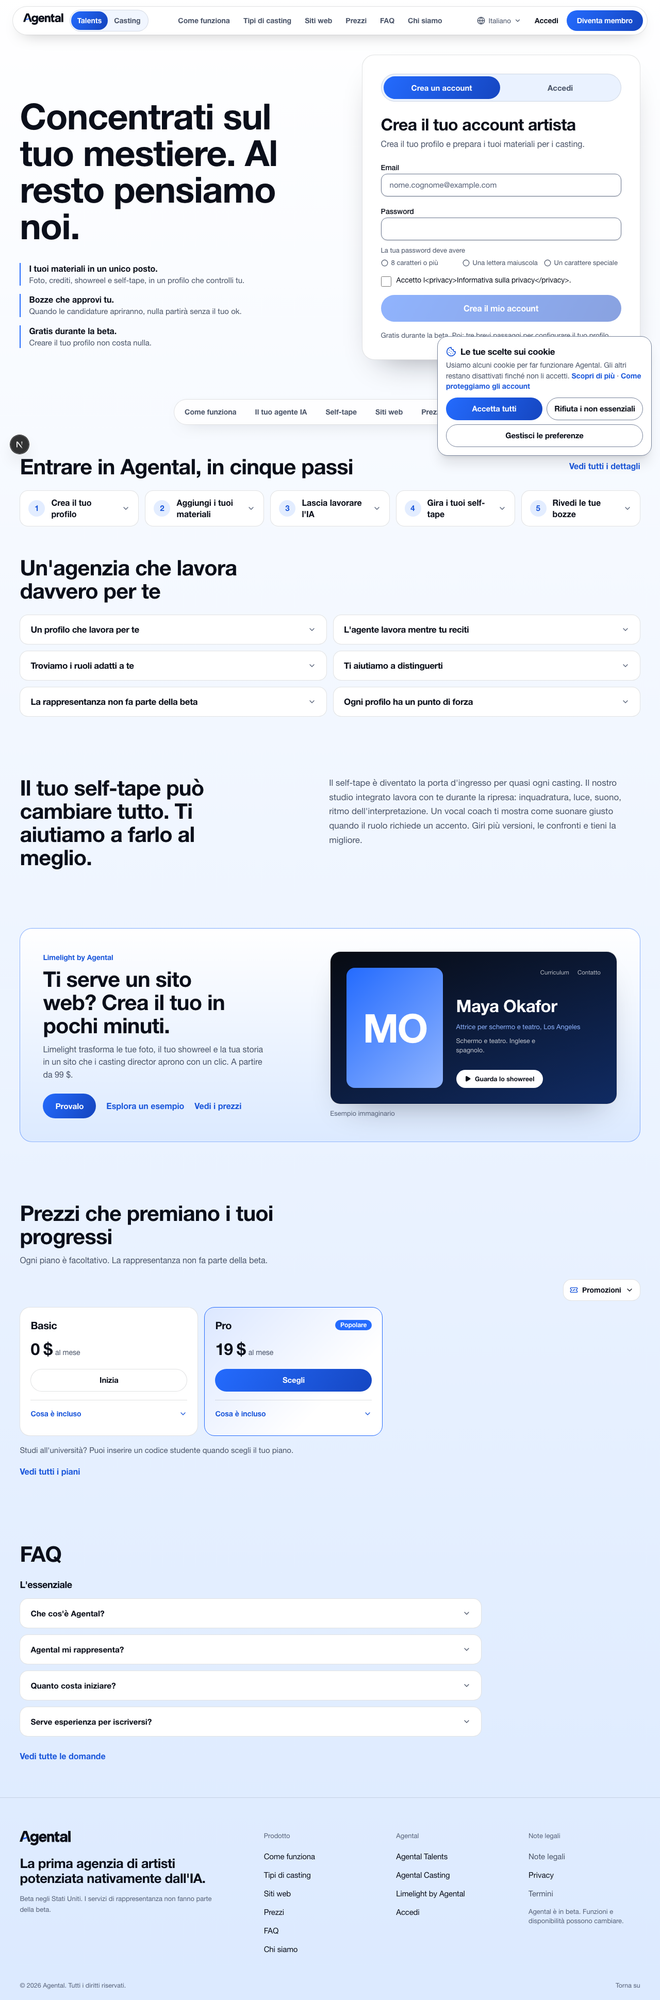 Agental
Talents
Casting
Come funziona
Tipi di casting
Siti web
Prezzi
FAQ
Chi siamo
Italiano
Accedi
Diventa membro
Concentrati sul
tuo mestiere. Al
resto pensiamo
noi.
I tuoi materiali in un unico posto.
Foto, crediti, showreel e self-tape, in un profilo che controlli tu.
Bozze che approvi tu.
Quando le candidature apriranno, nulla partirà senza il tuo ok.
Gratis durante la beta.
Creare il tuo profilo non costa nulla.
Crea un account
Accedi
Crea il tuo account artista
Crea il tuo profilo e prepara i tuoi materiali per i casting.
Email
nome.cognome@example.com
Password
La tua password deve avere
8 caratteri o più
Una lettera maiuscola
Un carattere speciale
Accetto l<privacy>Informativa sulla privacy</privacy>.
Crea il mio account
Gratis durante la beta. Poi: tre brevi passaggi per configurare il tuo profilo.
Le tue scelte sui cookie
Usiamo alcuni cookie per far funzionare Agental. Gli altri
restano disattivati finché non li accetti. Scopri di più · Come
proteggiamo gli account
Accetta tutti
Rifiuta i non essenziali
Gestisci le preferenze
Come funziona
Il tuo agente IA
Self-tape
Siti web
N
Entrare in Agental, in cinque passi
Vedi tutti i dettagli
1
Crea il tuo
profilo
2
Aggiungi i tuoi
materiali
3
Lascia lavorare
l'IA
4
Gira i tuoi self-
tape
5
Rivedi le tue
bozze
Un'agenzia che lavora
davvero per te
Un profilo che lavora per te
L'agente lavora mentre tu reciti
Troviamo i ruoli adatti a te
Ti aiutiamo a distinguerti
La rappresentanza non fa parte della beta
Ogni profilo ha un punto di forza
Il tuo self-tape può
cambiare tutto. Ti
aiutiamo a farlo al
meglio.
Il self-tape è diventato la porta d'ingresso per quasi ogni casting. Il nostro
studio integrato lavora con te durante la ripresa: inquadratura, luce, suono,
ritmo dell'interpretazione. Un vocal coach ti mostra come suonare giusto
quando il ruolo richiede un accento. Giri più versioni, le confronti e tieni la
migliore.
Limelight by Agental
Ti serve un sito
web? Crea il tuo in
pochi minuti.
Limelight trasforma le tue foto, il tuo showreel e la tua storia
in un sito che i casting director aprono con un clic. A partire
da 99 $.
Provalo
Esplora un esempio
Vedi i prezzi
Curriculum
Contatto
MO
Maya Okafor
Attrice per schermo e teatro, Los Angeles
Schermo e teatro. Inglese e
spagnolo.
Guarda lo showreel
Esempio immaginario
Prezzi che premiano i tuoi
progressi
Ogni piano è facoltativo. La rappresentanza non fa parte della beta.
Promozioni
Basic
0 $ al mese
Inizia
Cosa è incluso
Pro
Popolare
19 $ al mese
Scegli
Cosa è incluso
Studi all'università? Puoi inserire un codice studente quando scegli il tuo piano.
Vedi tutti i piani
FAQ
L'essenziale
Che cos'è Agental?
Agental mi rappresenta?
Quanto costa iniziare?
Serve esperienza per iscriversi?
Vedi tutte le domande
Agental
La prima agenzia di artisti
potenziata nativamente dall'IA.
Beta negli Stati Uniti. I servizi di rappresentanza non fanno parte
della beta.
Prodotto
Come funziona
Tipi di casting
Siti web
Prezzi
FAQ
Chi siamo
Agental
Agental Talents
Agental Casting
Limelight by Agental
Accedi
Note legali
Note legali
Privacy
Termini
Agental è in beta. Funzioni e
disponibilità possono cambiare.
© 2026 Agental. Tutti i diritti riservati.
Torna su